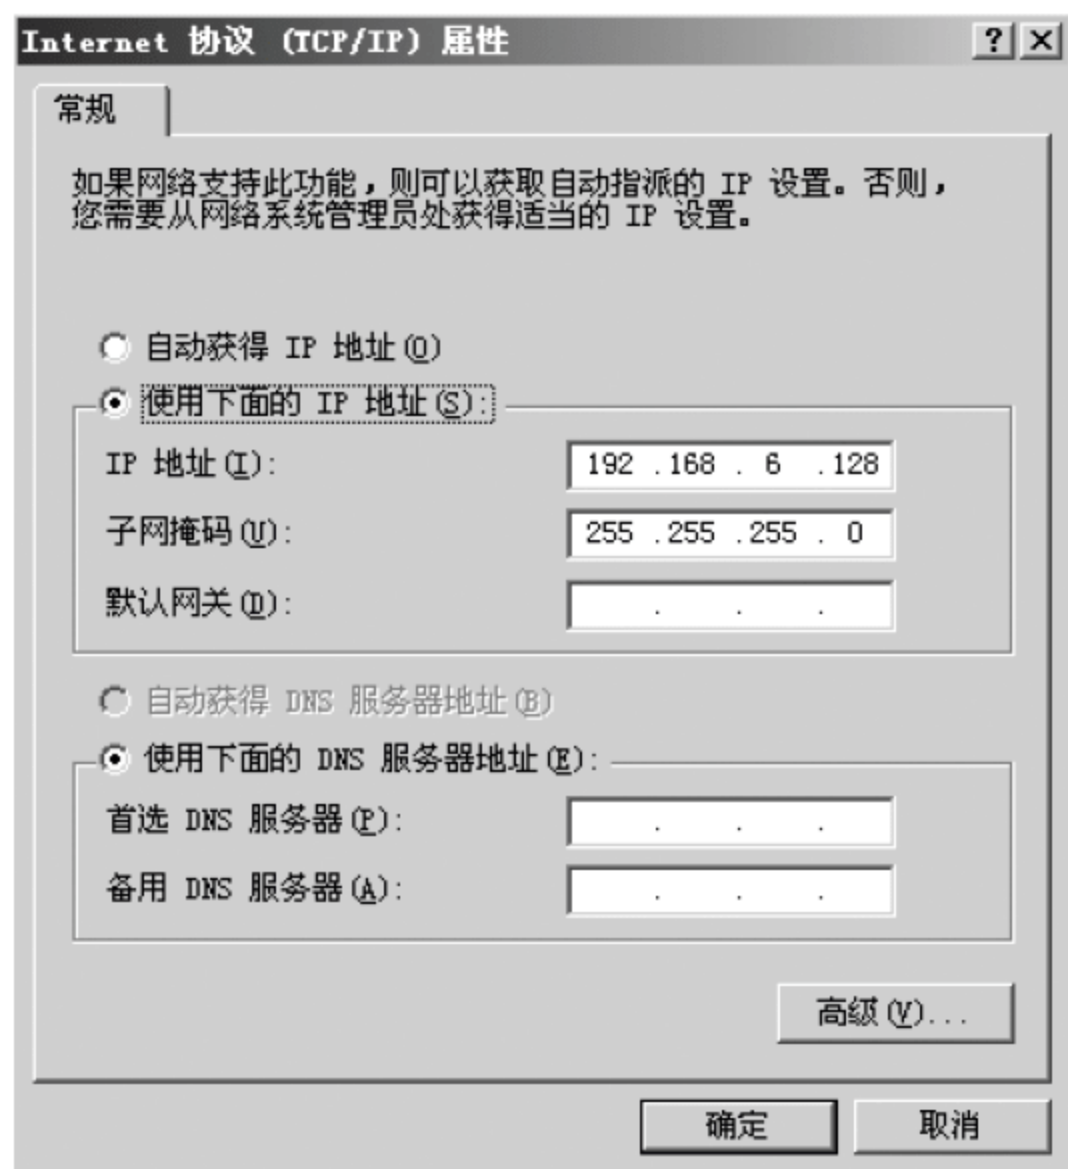 Internet 协议 (TCP/IP) 属性
常规
如果网络支持此功能，则可以获取自动指派的 IP 设置。否则，
您需要从网络系统管理员处获得适当的 IP 设置。
自动获得 IP 地址(O)
使用下面的 IP 地址(S):
IP 地址(I): 192 .168 . 6 .128
子网掩码(U): 255 .255 .255 . 0
默认网关(D): . . .
自动获得 DNS 服务器地址(B)
使用下面的 DNS 服务器地址(E):
首选 DNS 服务器(P): . . .
备用 DNS 服务器(A): . . .
高级(V)...
确定 取消